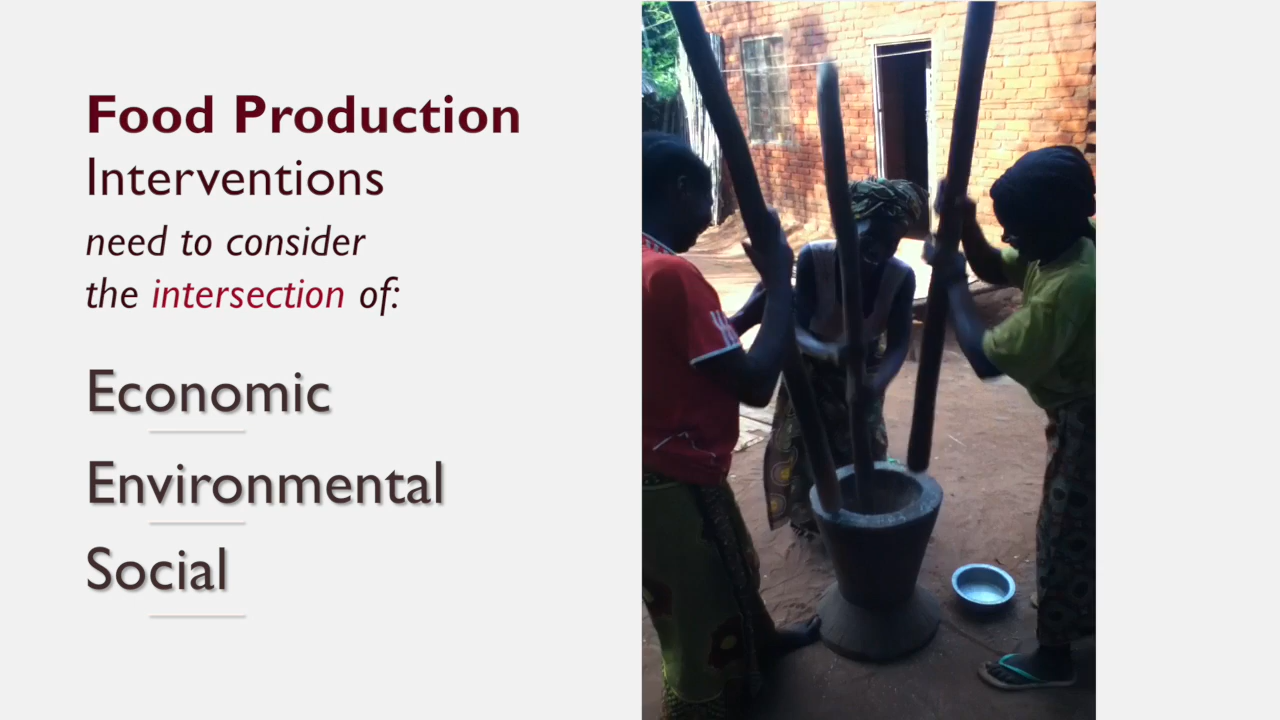 Food Production
Interventions
need to consider
the intersection of:
Economic
Environmental
Social